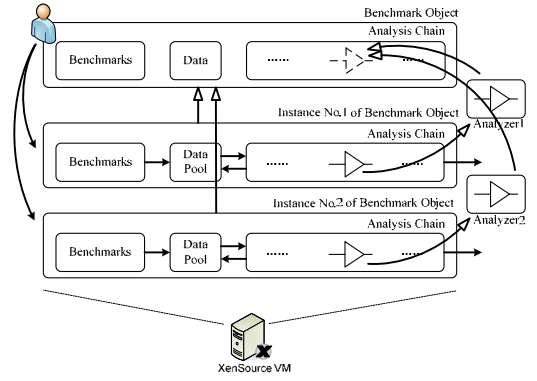 Benchmark Object
Analysis Chain
Benchmarks
Data
......
......
Analyzer1
Instance No.1 of Benchmark Object
Analysis Chain
Benchmarks
Data
Pool
......
......
Analyzer2
Instance No.2 of Benchmark Object
Analysis Chain
Benchmarks
Data
Pool
......
......
XenSource VM